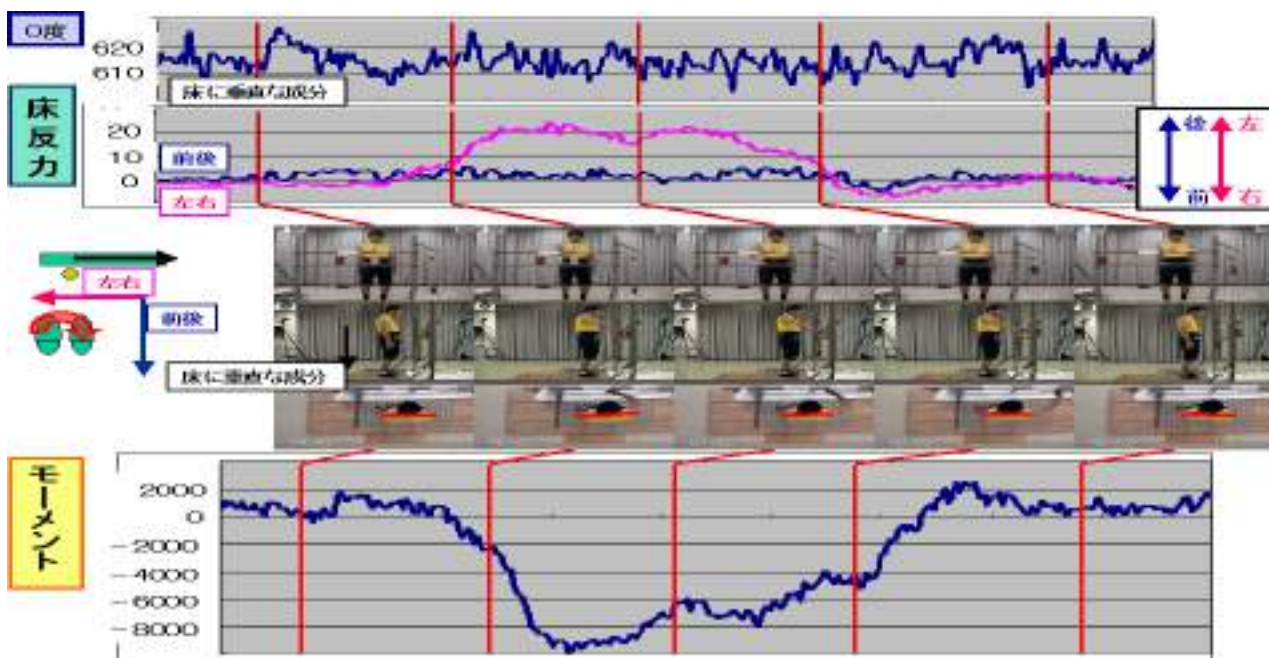 0度
620
610
床に垂直な成分
床反力
20
10
0
前後
左右
後
左
前
右
左右
前後
床に垂直な成分
モーメント
2000
0
-2000
-4000
-6000
-8000